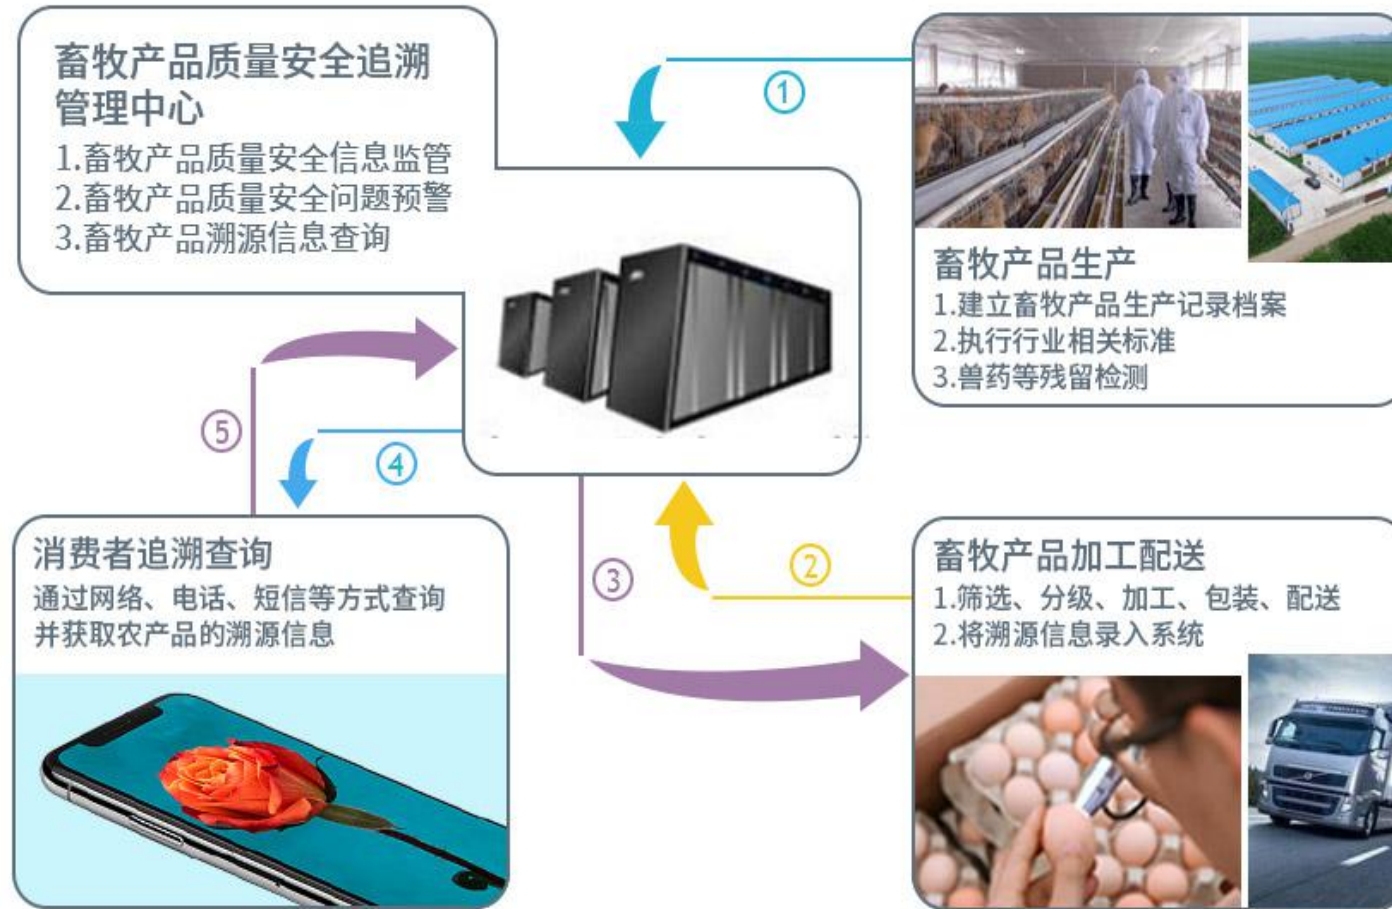 畜牧产品质量安全追溯
管理中心
1.畜牧产品质量安全信息监管
2.畜牧产品质量安全问题预警
3.畜牧产品溯源信息查询
①
畜牧产品生产
1.建立畜牧产品生产记录档案
2.执行行业相关标准
3.兽药等残留检测
⑤
④
③
②
消费者追溯查询
通过网络、电话、短信等方式查询
并获取农产品的溯源信息
畜牧产品加工配送
1.筛选、分级、加工、包装、配送
2.将溯源信息录入系统